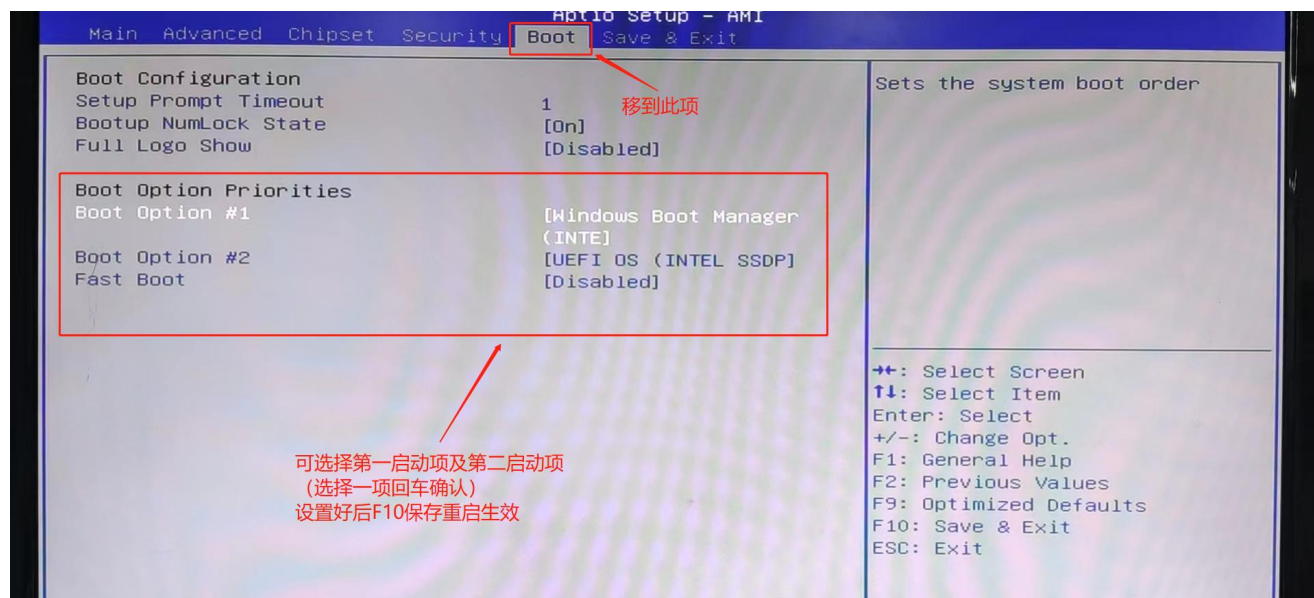 Aptio Setup - AMI
Main Advanced Chipset Security Boot Save & Exit
Boot Configuration
Setup Prompt Timeout 1
移到此项
Bootup NumLock State [On]
Full Logo Show [Disabled]
Boot Option Priorities
Boot Option #1 [Windows Boot Manager
(INTE]
Boot Option #2 [UEFI OS (INTEL SSDP]
Fast Boot [Disabled]
可选择第一启动项及第二启动项
（选择一项回车确认）
设置好后F10保存重启生效
Sets the system boot order
→←: Select Screen
↑↓: Select Item
Enter: Select
+/-: Change Opt.
F1: General Help
F2: Previous Values
F9: Optimized Defaults
F10: Save & Exit
ESC: Exit